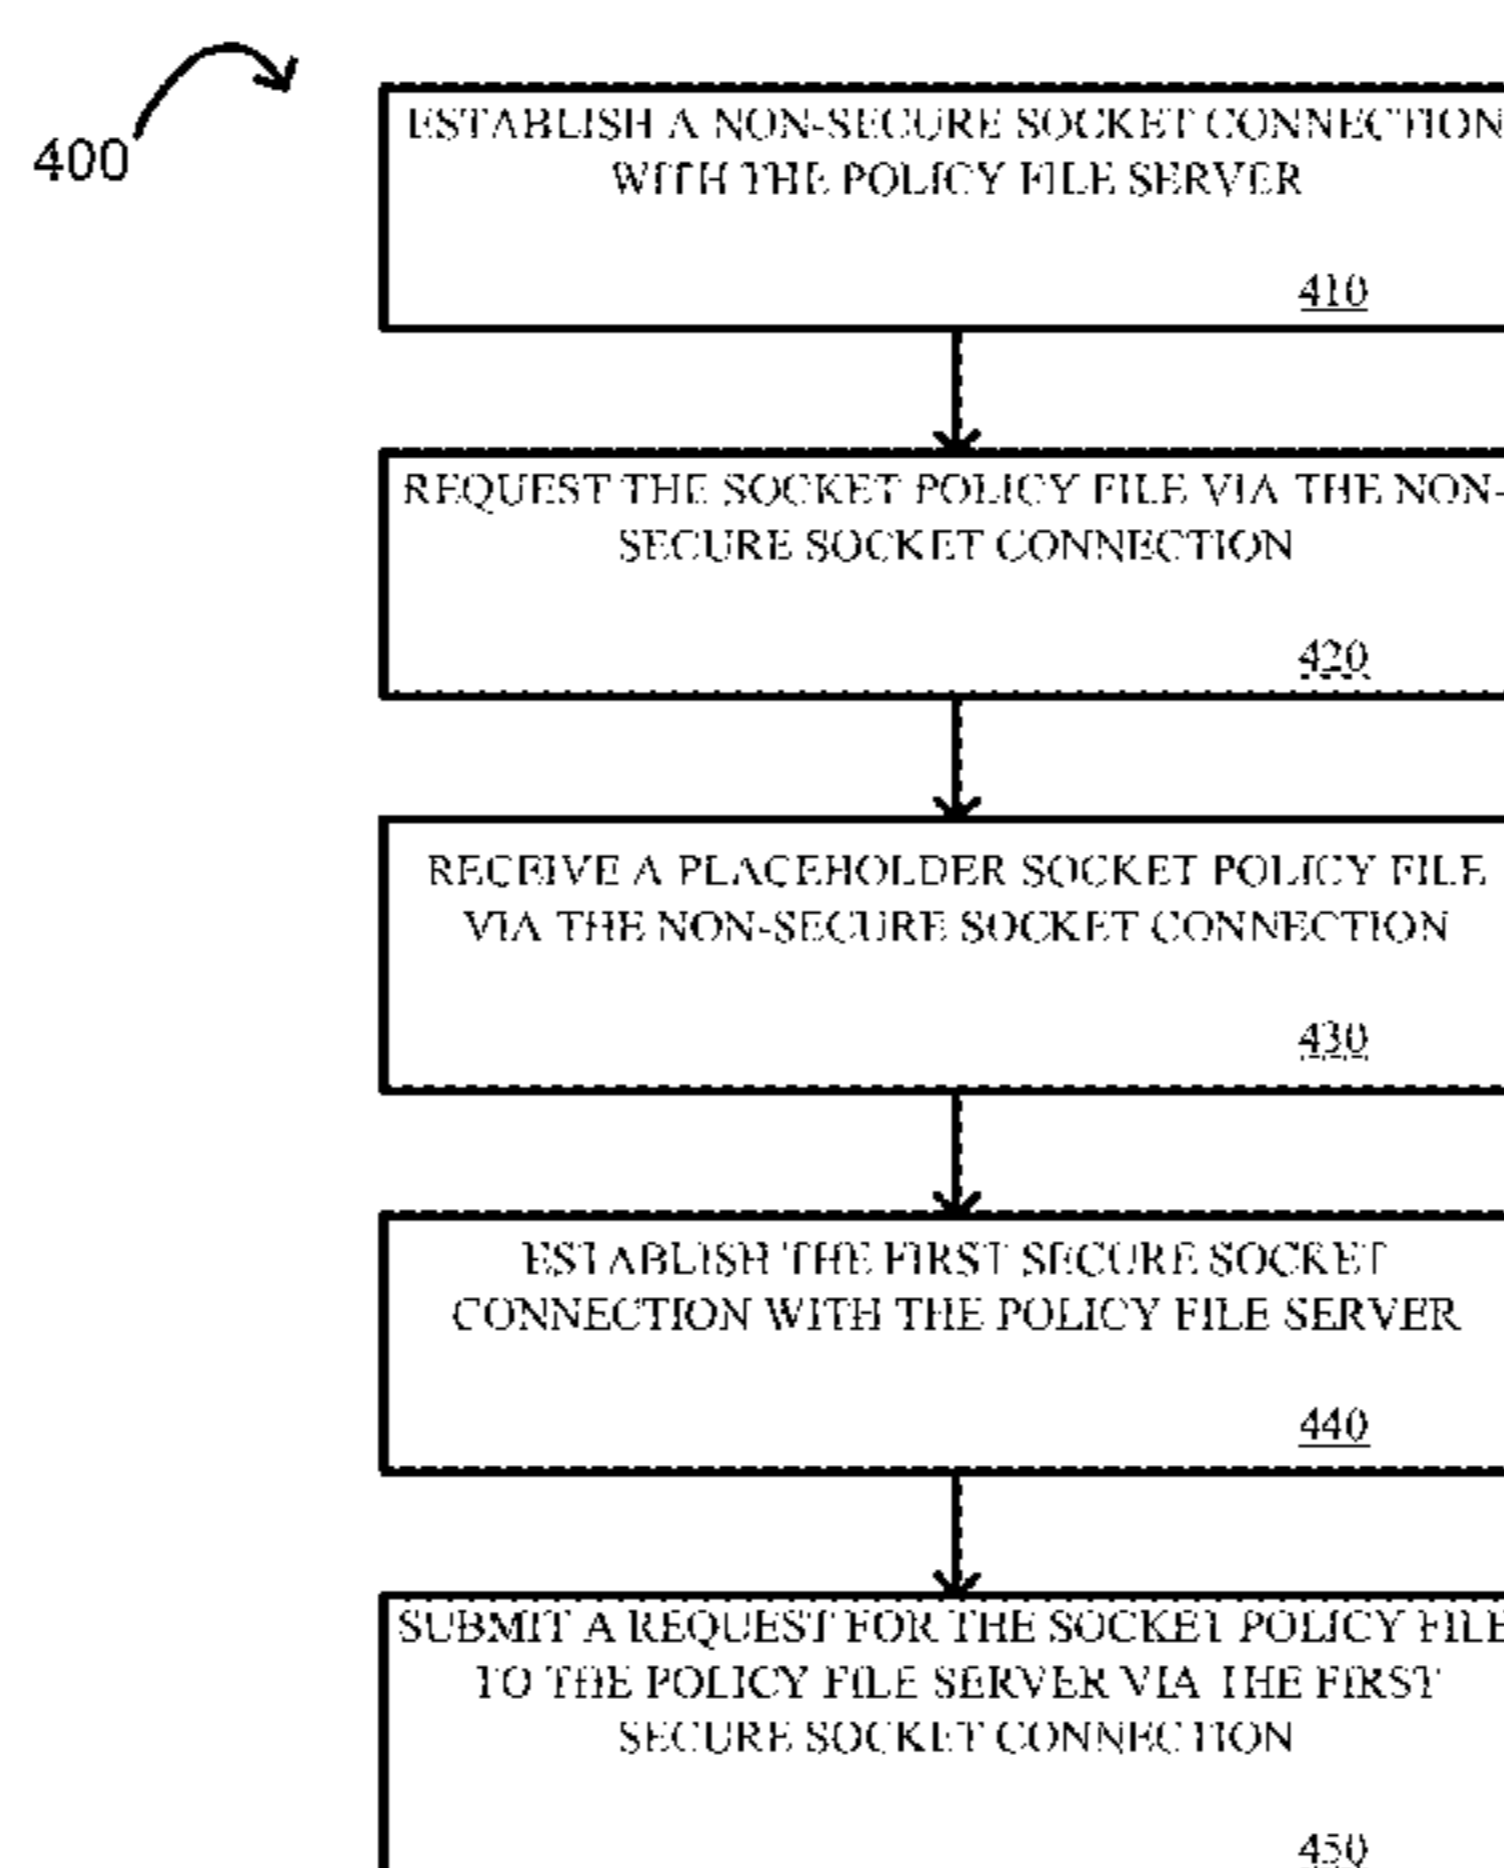 400
ESTABLISH A NON-SECURE SOCKET CONNECTION
WITH THE POLICY FILE SERVER
410
REQUEST THE SOCKET POLICY FILE VIA THE NON-
SECURE SOCKET CONNECTION
420
RECEIVE A PLACEHOLDER SOCKET POLICY FILE
VIA THE NON-SECURE SOCKET CONNECTION
430
ESTABLISH THE FIRST SECURE SOCKET
CONNECTION WITH THE POLICY FILE SERVER
440
SUBMIT A REQUEST FOR THE SOCKET POLICY FILE
TO THE POLICY FILE SERVER VIA THE FIRST
SECURE SOCKET CONNECTION
450